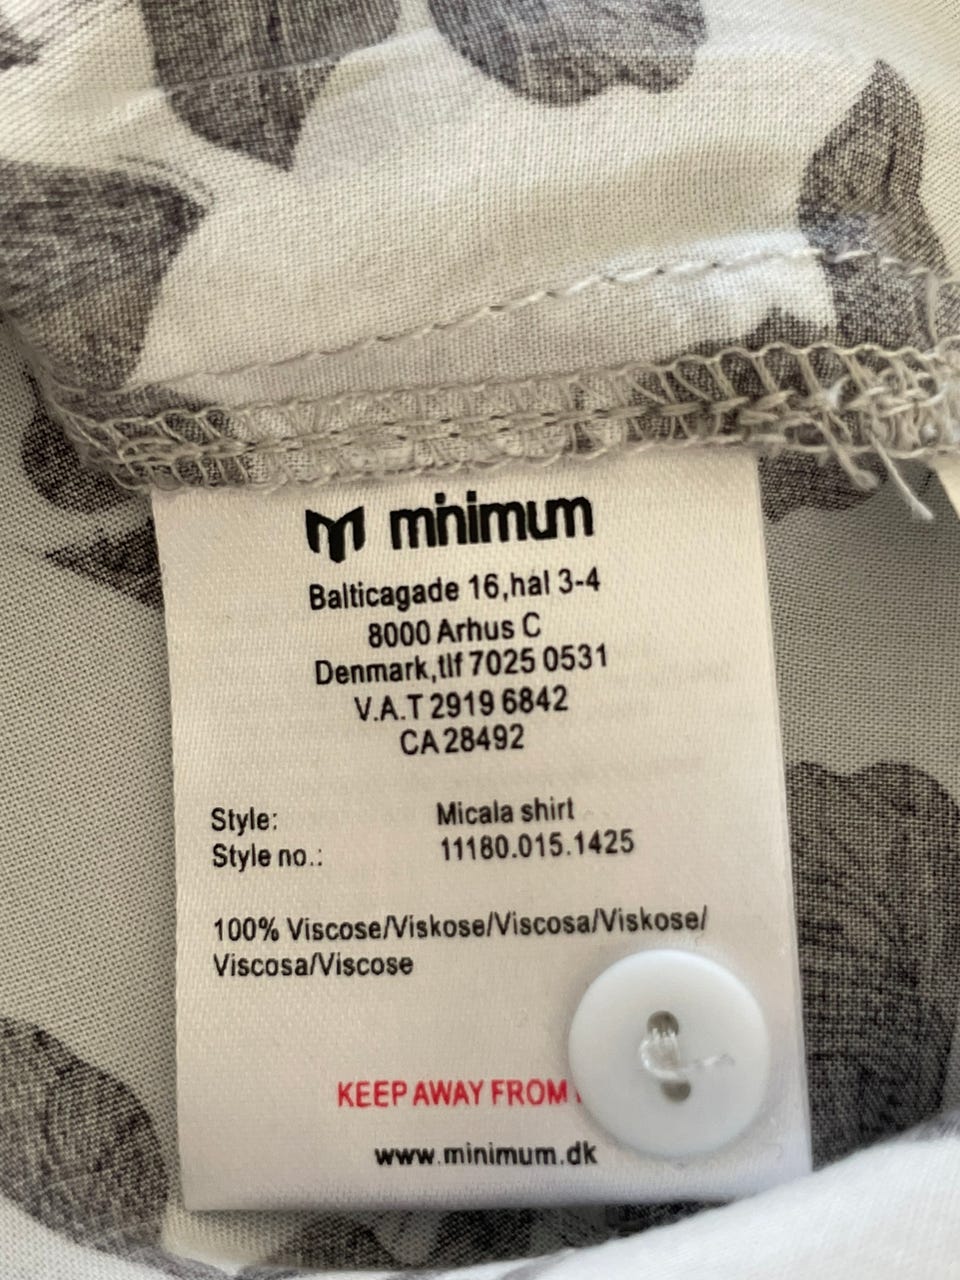 minimum
Balticagade 16,hal 3-4
8000 Arhus C
Denmark,tlf 7025 0531
V.A.T 2919 6842
CA 28492
Style: Micala shirt
Style no.: 11180.015.1425
100% Viscose/Viskose/Viscosa/Viskose/
Viscosa/Viscose
KEEP AWAY FROM
www.minimum.dk